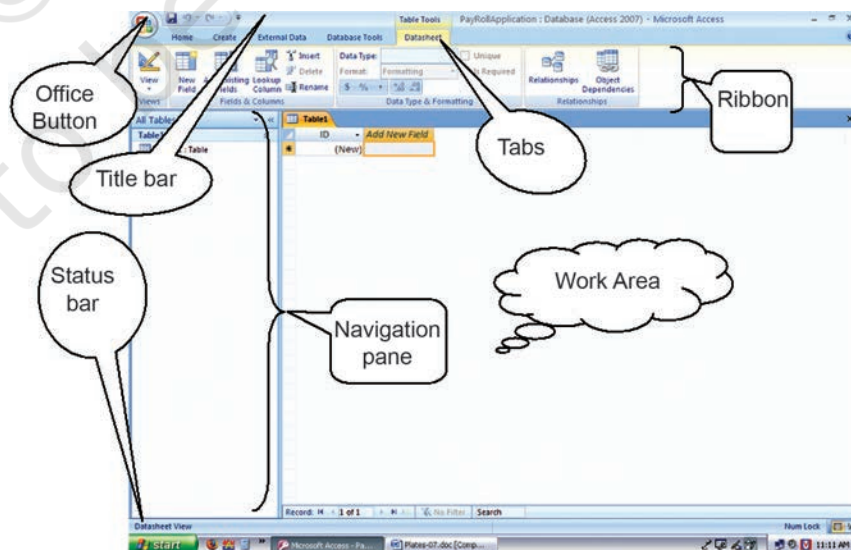 Table Tools PayRollApplication : Database (Access 2007) - Microsoft Access
Home Create External Data Database Tools Datasheet
View
Views
New Field
Existing Fields
Lookup Column
Insert
Delete
Rename
Fields & Columns
Data Type:
Format: Formatting
$ %
Unique
Required
Data Type & Formatting
Relationships
Object Dependencies
Relationships
Office Button
Ribbon
All Tables «
Table1
: Table
Table1
ID Add New Field
(New)
Title bar
Tabs
Status bar
Work Area
Navigation pane
Record: 1 of 1 No Filter Search
Datasheet View Num Lock
start Microsoft Access - Pa... Plates-07.doc [Comp... 11:11 AM
to be